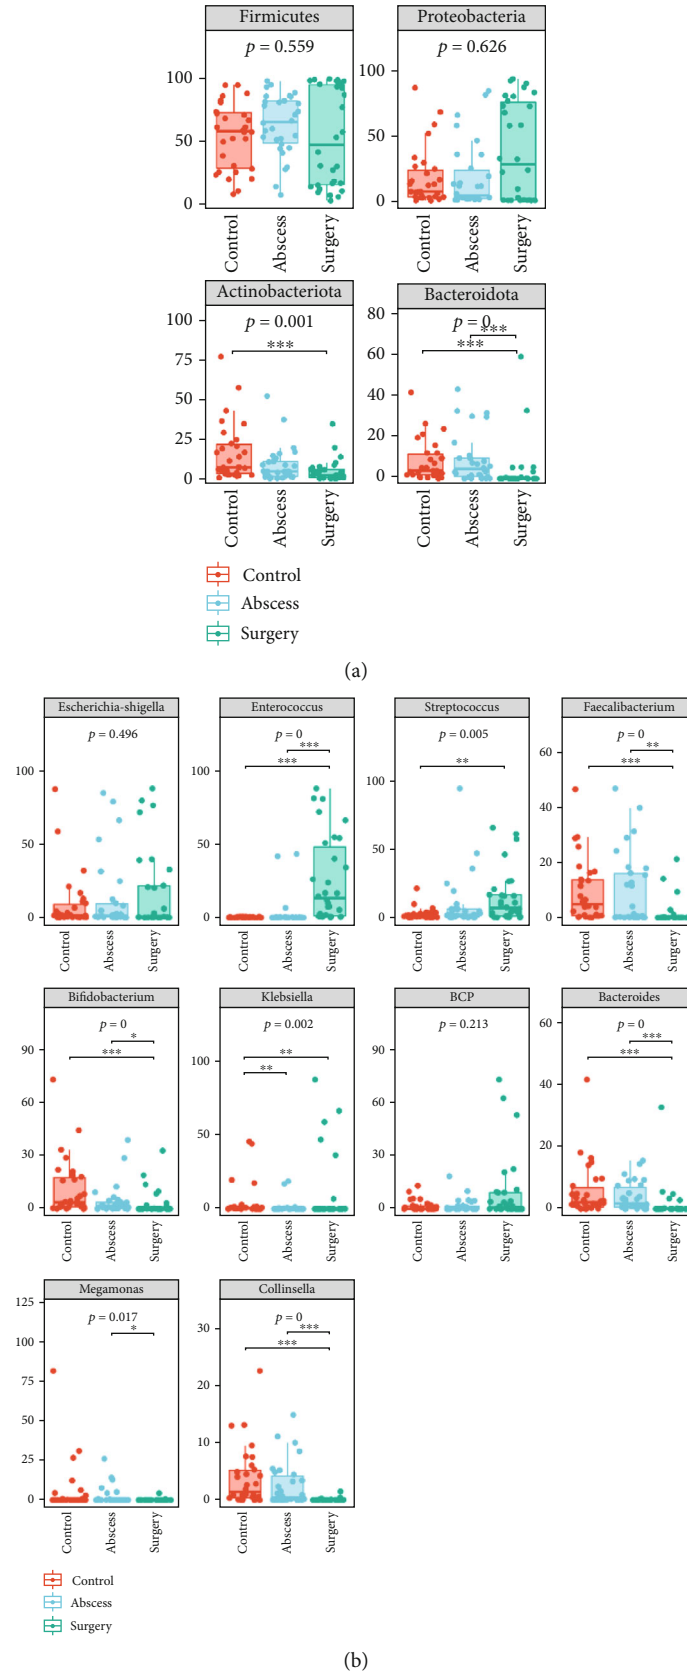 Firmicutes
p = 0.559
100
50
0
Control
Abscess
Surgery
Proteobacteria
p = 0.626
100
50
0
Control
Abscess
Surgery
Actinobacteriota
p = 0.001
***
100
75
50
25
0
Control
Abscess
Surgery
Bacteroidota
p = 0
***
***
80
60
40
20
0
Control
Abscess
Surgery
Control
Abscess
Surgery
(a)
Escherichia-shigella
p = 0.496
100
50
0
Control
Abscess
Surgery
Enterococcus
p = 0
***
***
100
50
0
Control
Abscess
Surgery
Streptococcus
p = 0.005
**
100
50
0
Control
Abscess
Surgery
Faecalibacterium
p = 0
**
***
60
40
20
0
Control
Abscess
Surgery
Bifidobacterium
p = 0
*
***
90
60
30
0
Control
Abscess
Surgery
Klebsiella
p = 0.002
**
**
100
50
0
Control
Abscess
Surgery
BCP
p = 0.213
90
60
30
0
Control
Abscess
Surgery
Bacteroides
p = 0
***
***
60
40
20
0
Control
Abscess
Surgery
Megamonas
p = 0.017
*
125
100
75
50
25
0
Control
Abscess
Surgery
Collinsella
p = 0
***
***
30
20
10
0
Control
Abscess
Surgery
Control
Abscess
Surgery
(b)